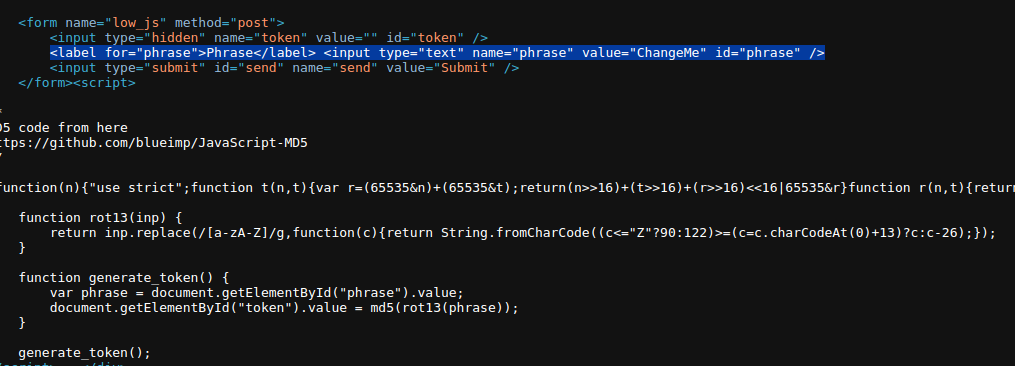 <form name="low_js" method="post">
<input type="hidden" name="token" value="" id="token" />
<label for="phrase">Phrase</label> <input type="text" name="phrase" value="ChangeMe" id="phrase" />
<input type="submit" id="send" name="send" value="Submit" />
</form><script>
*
D5 code from here
ttps://github.com/blueimp/JavaScript-MD5
/
function(n){"use strict";function t(n,t){var r=(65535&n)+(65535&t);return(n>>16)+(t>>16)+(r>>16)<<16|65535&r}function r(n,t){return
function rot13(inp) {
return inp.replace(/[a-zA-Z]/g,function(c){return String.fromCharCode((c<="Z"?90:122)>=(c=c.charCodeAt(0)+13)?c:c-26);});
}
function generate_token() {
var phrase = document.getElementById("phrase").value;
document.getElementById("token").value = md5(rot13(phrase));
}
generate_token();